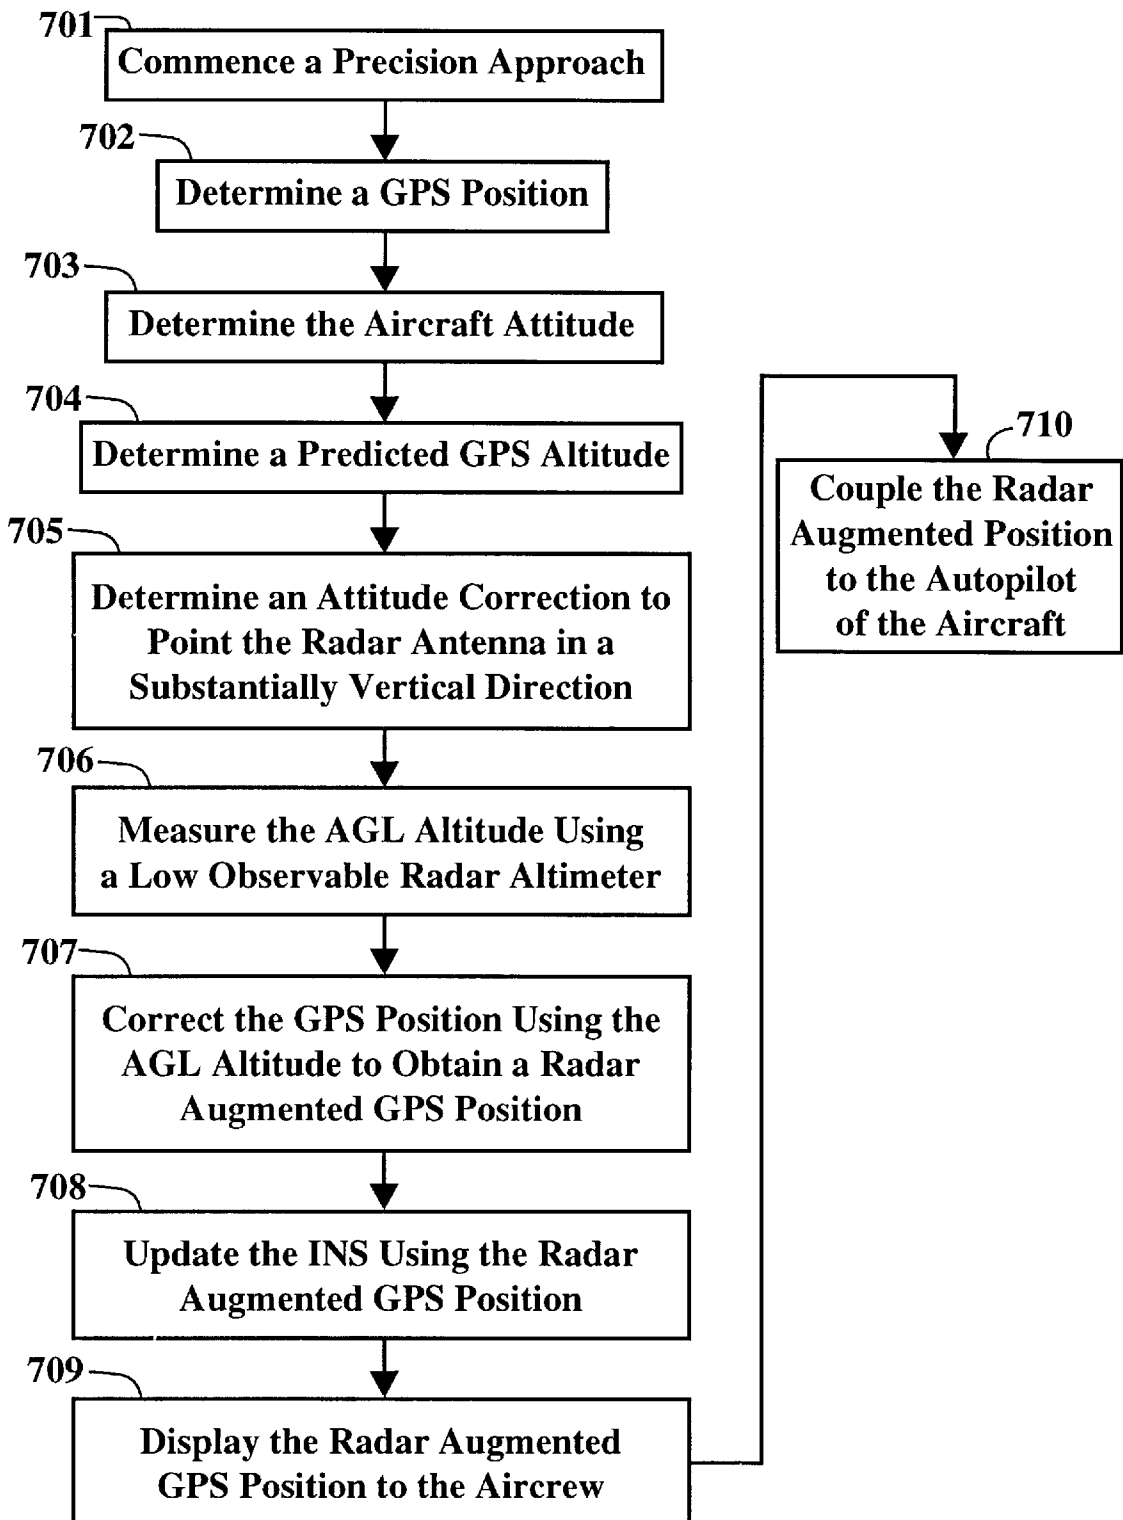 701
Commence a Precision Approach
702
Determine a GPS Position
703
Determine the Aircraft Attitude
704
Determine a Predicted GPS Altitude
705
Determine an Attitude Correction to
Point the Radar Antenna in a
Substantially Vertical Direction
706
Measure the AGL Altitude Using
a Low Observable Radar Altimeter
707
Correct the GPS Position Using the
AGL Altitude to Obtain a Radar
Augmented GPS Position
708
Update the INS Using the Radar
Augmented GPS Position
709
Display the Radar Augmented
GPS Position to the Aircrew
710
Couple the Radar
Augmented Position
to the Autopilot
of the Aircraft